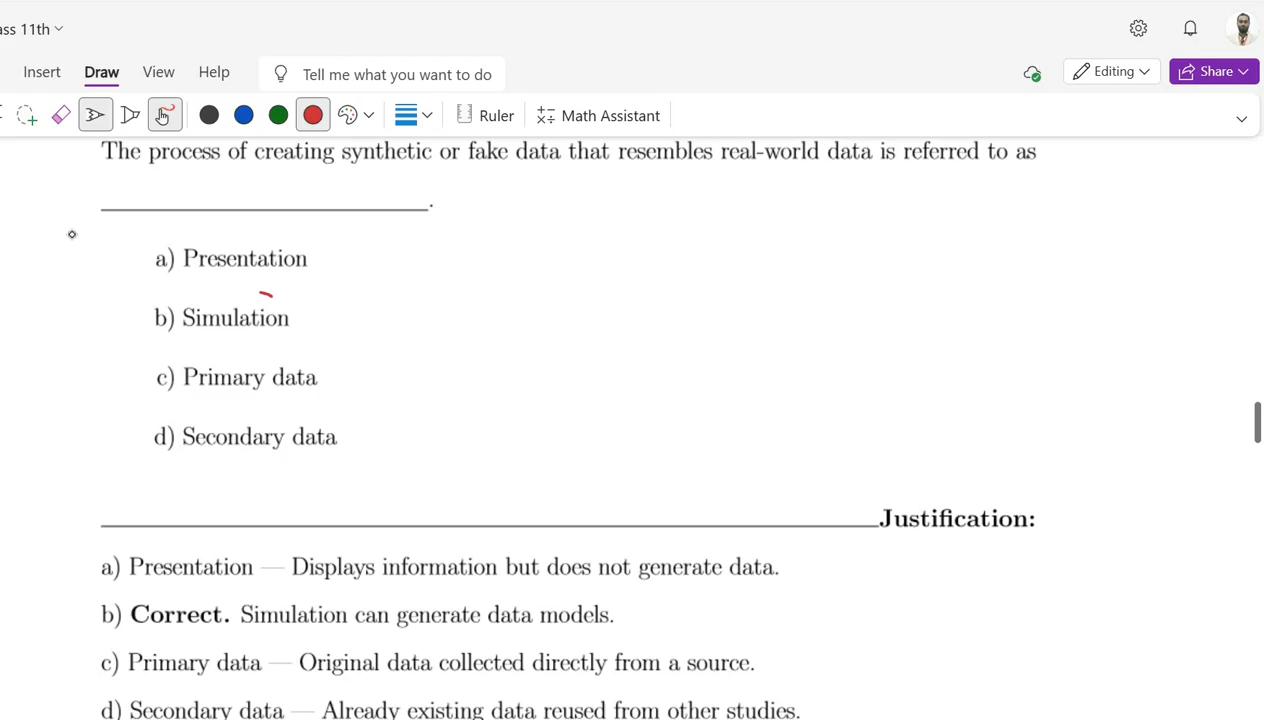 ass 11th
Insert Draw View Help Tell me what you want to do Editing Share
Ruler Math Assistant
The process of creating synthetic or fake data that resembles real-world data is referred to as
.
a) Presentation
b) Simulation
c) Primary data
d) Secondary data
Justification:
a) Presentation — Displays information but does not generate data.
b) Correct. Simulation can generate data models.
c) Primary data — Original data collected directly from a source.
d) Secondary data — Already existing data reused from other studies.